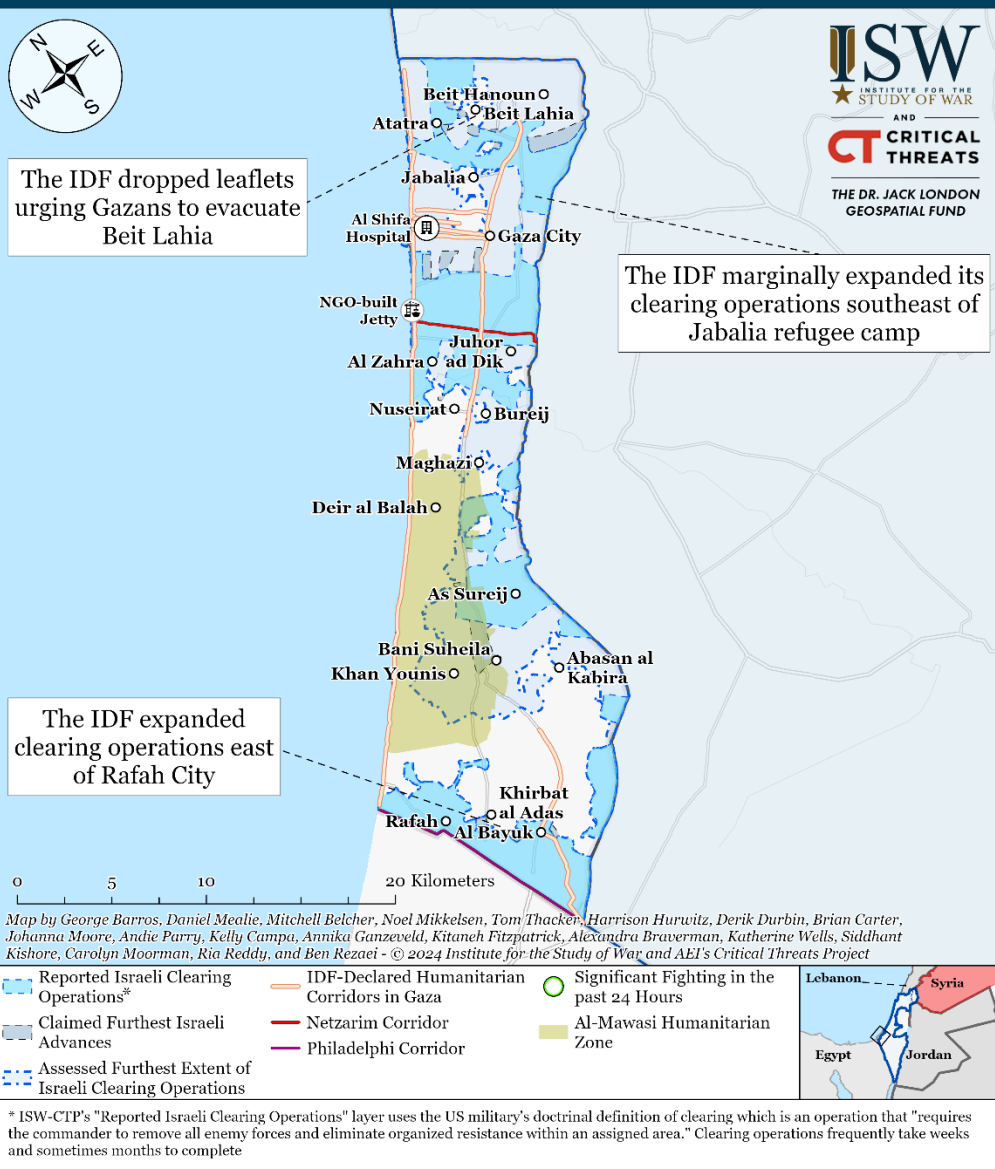 N
E
W
S
ISW
INSTITUTE FOR THE
STUDY OF WAR
AND
CT CRITICAL
THREATS
THE DR. JACK LONDON
GEOSPATIAL FUND
Beit Hanoun
Beit Lahia
Atatra
The IDF dropped leaflets
urging Gazans to evacuate
Beit Lahia
Jabalia
Al Shifa
Hospital
Gaza City
The IDF marginally expanded its
clearing operations southeast of
Jabalia refugee camp
NGO-built
Jetty
Juhor
ad Dik
Al Zahra
Nuseirat
Bureij
Maghazi
Deir al Balah
As Sureij
Bani Suheila
Abasan al
Kabira
Khan Younis
The IDF expanded
clearing operations east
of Rafah City
Khirbat
al Adas
Rafah
Al Bayuk
0 5 10 20 Kilometers
Map by George Barros, Daniel Mealie, Mitchell Belcher, Noel Mikkelsen, Tom Thacker, Harrison Hurwitz, Derik Durbin, Brian Carter,
Johanna Moore, Andie Parry, Kelly Campa, Annika Ganzeveld, Kitaneh Fitzpatrick, Alexandra Braverman, Katherine Wells, Siddhant
Kishore, Carolyn Moorman, Ria Reddy, and Ben Rezaei - © 2024 Institute for the Study of War and AEI's Critical Threats Project
Reported Israeli Clearing
Operations*
Claimed Furthest Israeli
Advances
Assessed Furthest Extent of
Israeli Clearing Operations
IDF-Declared Humanitarian
Corridors in Gaza
Netzarim Corridor
Philadelphi Corridor
Significant Fighting in the
past 24 Hours
Al-Mawasi Humanitarian
Zone
Lebanon
Syria
Egypt
Jordan
* ISW-CTP's "Reported Israeli Clearing Operations" layer uses the US military's doctrinal definition of clearing which is an operation that "requires
the commander to remove all enemy forces and eliminate organized resistance within an assigned area." Clearing operations frequently take weeks
and sometimes months to complete